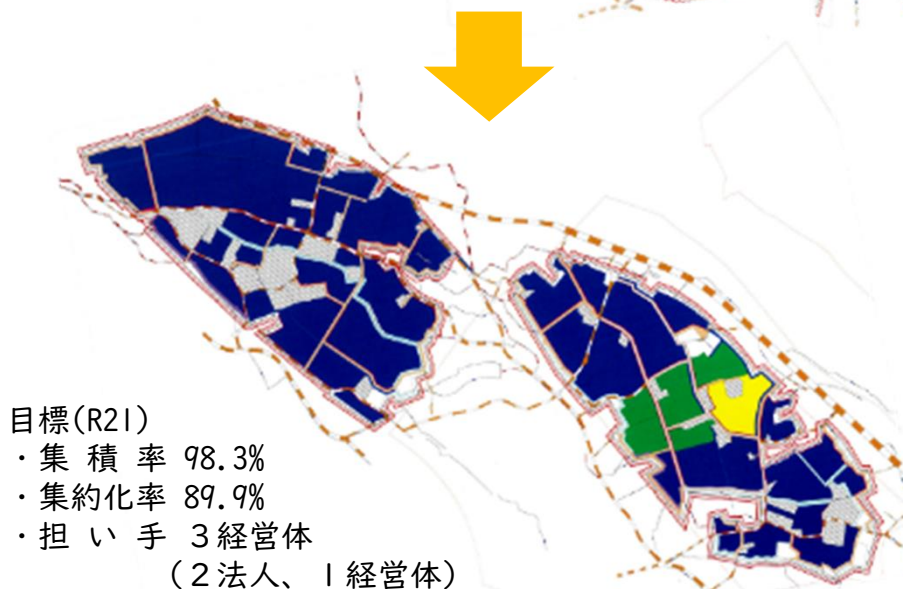 目標(R21)
・集 積 率 98.3%
・集約化率 89.9%
・担 い 手 3経営体
（2法人、1経営体）